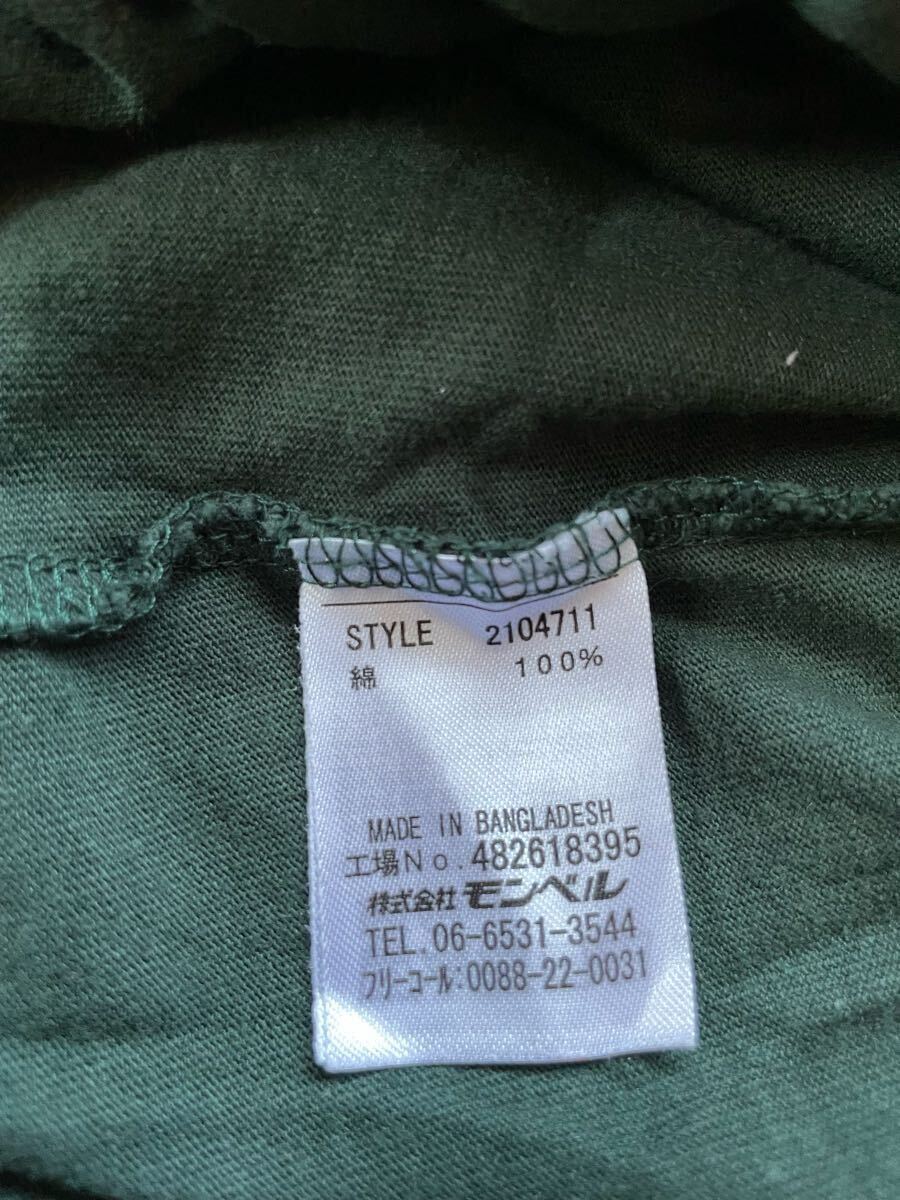 STYLE 2104711
綿 100%
MADE IN BANGLADESH
工場No.482618395
株式会社モンベル
TEL.06-6531-3544
フリーコール:0088-22-0031